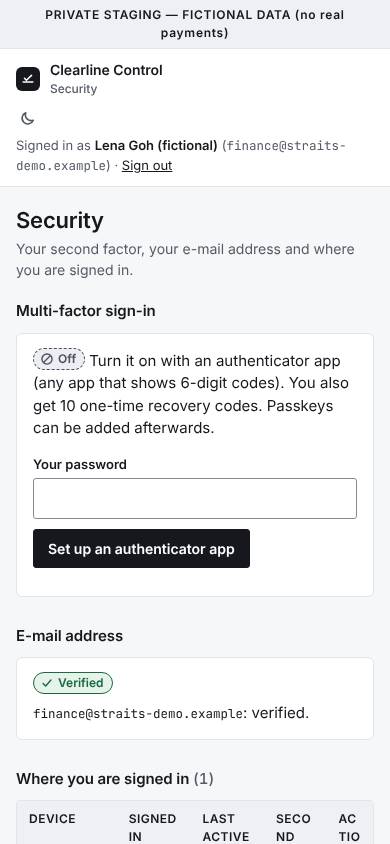 PRIVATE STAGING — FICTIONAL DATA (no real
payments)
Clearline Control
Security
Signed in as Lena Goh (fictional) (finance@straits-
demo.example) · Sign out
Security
Your second factor, your e-mail address and where
you are signed in.
Multi-factor sign-in
Off Turn it on with an authenticator app
(any app that shows 6-digit codes). You also
get 10 one-time recovery codes. Passkeys
can be added afterwards.
Your password
Set up an authenticator app
E-mail address
Verified
finance@straits-demo.example: verified.
Where you are signed in (1)
DEVICE SIGNED LAST SECO AC
IN ACTIVE ND TIO